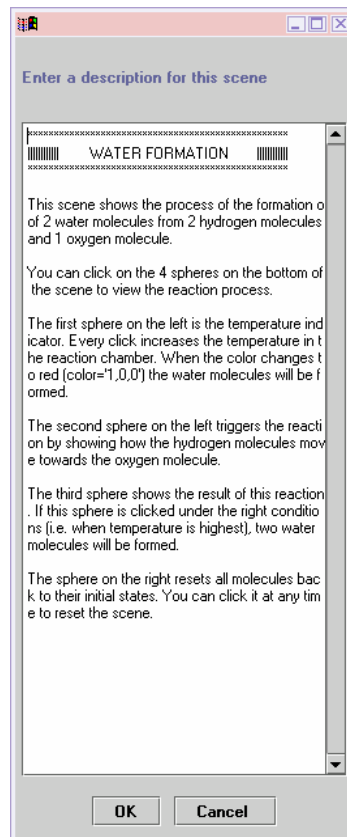 Enter a description for this scene
××××××××××××××××××××××××××××××××××××××××××××××××××××
|||||||||||| WATER FORMATION ||||||||||||
××××××××××××××××××××××××××××××××××××××××××××××××××××
This scene shows the process of the formation o
of 2 water molecules from 2 hydrogen molecules
and 1 oxygen molecule.
You can click on the 4 spheres on the bottom of
the scene to view the reaction process.
The first sphere on the left is the temperature ind
icator. Every click increases the temperature in t
he reaction chamber. When the color changes t
o red (color='1,0,0') the water molecules will be f
ormed.
The second sphere on the left triggers the reacti
on by showing how the hydrogen molecules mov
e towards the oxygen molecule.
The third sphere shows the result of this reaction
. If this sphere is clicked under the right conditio
ns (i.e. when temperature is highest), two water
molecules will be formed.
The sphere on the right resets all molecules bac
k to their initial states. You can click it at any tim
e to reset the scene.
OK Cancel